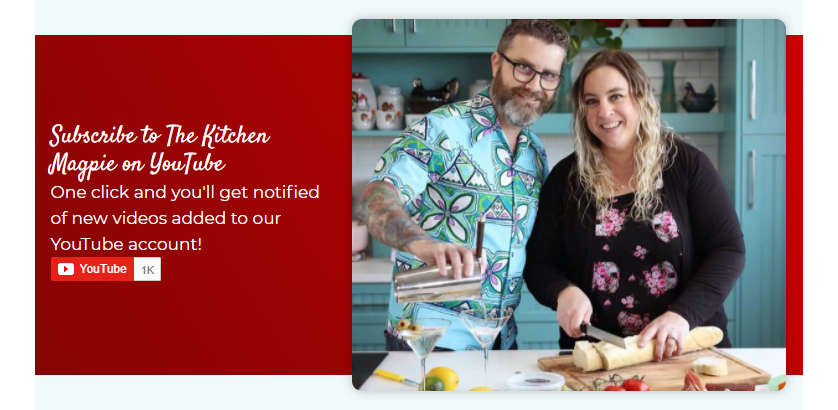 Subscribe to The Kitchen
Magpie on YouTube
One click and you'll get notified
of new videos added to our
YouTube account!
YouTube 1K